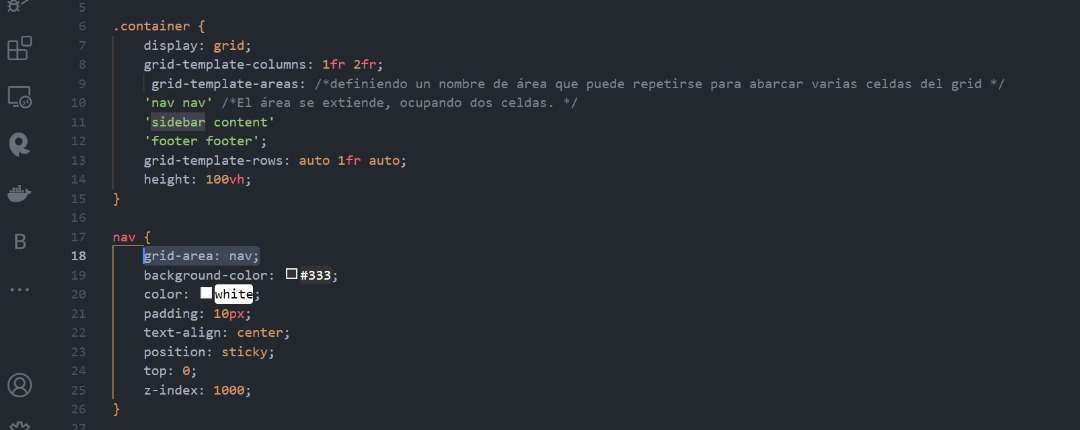 5
6 .container {
7 display: grid;
8 grid-template-columns: 1fr 2fr;
9 grid-template-areas: /*definiendo un nombre de área que puede repetirse para abarcar varias celdas del grid */
10 'nav nav' /*El área se extiende, ocupando dos celdas. */
11 'sidebar content'
12 'footer footer';
13 grid-template-rows: auto 1fr auto;
14 height: 100vh;
15 }
16
17 nav {
18 grid-area: nav;
19 background-color: #333;
20 color: white;
21 padding: 10px;
22 text-align: center;
23 position: sticky;
24 top: 0;
25 z-index: 1000;
26 }
27
B